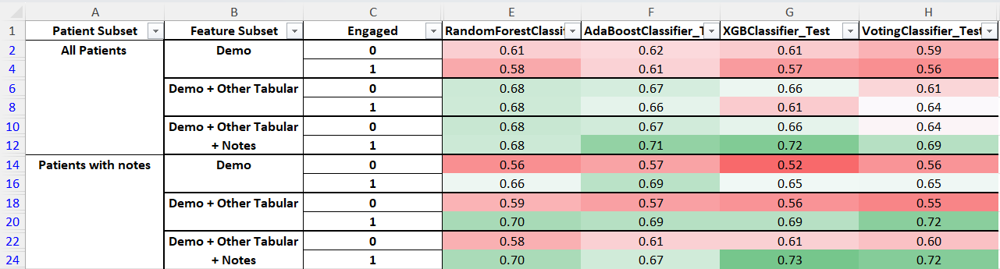 A B C E F G H
1 Patient Subset Feature Subset Engaged RandomForestClassif AdaBoostClassifier_T XGBClassifier_Test VotingClassifier_Test
2 All Patients Demo 0 0.61 0.62 0.61 0.59
4 1 0.58 0.61 0.57 0.56
6 Demo + Other Tabular 0 0.68 0.67 0.66 0.61
8 1 0.68 0.66 0.61 0.64
10 Demo + Other Tabular 0 0.68 0.67 0.66 0.64
12 + Notes 1 0.68 0.71 0.72 0.69
14 Patients with notes Demo 0 0.56 0.57 0.52 0.56
16 1 0.66 0.69 0.65 0.65
18 Demo + Other Tabular 0 0.59 0.57 0.56 0.55
20 1 0.70 0.69 0.69 0.72
22 Demo + Other Tabular 0 0.58 0.61 0.61 0.60
24 + Notes 1 0.70 0.67 0.73 0.72